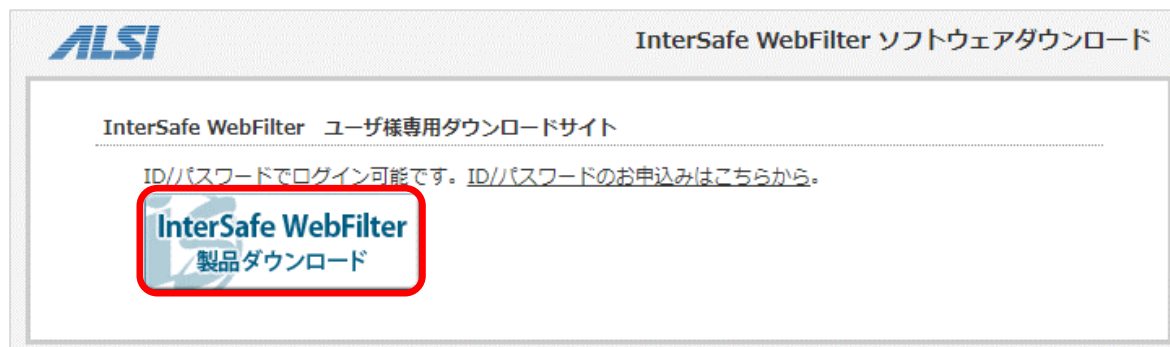 ALSI
InterSafe WebFilter ソフトウェアダウンロード
InterSafe WebFilter　ユーザ様専用ダウンロードサイト
ID/パスワードでログイン可能です。ID/パスワードのお申込みはこちらから。
InterSafe WebFilter
製品ダウンロード